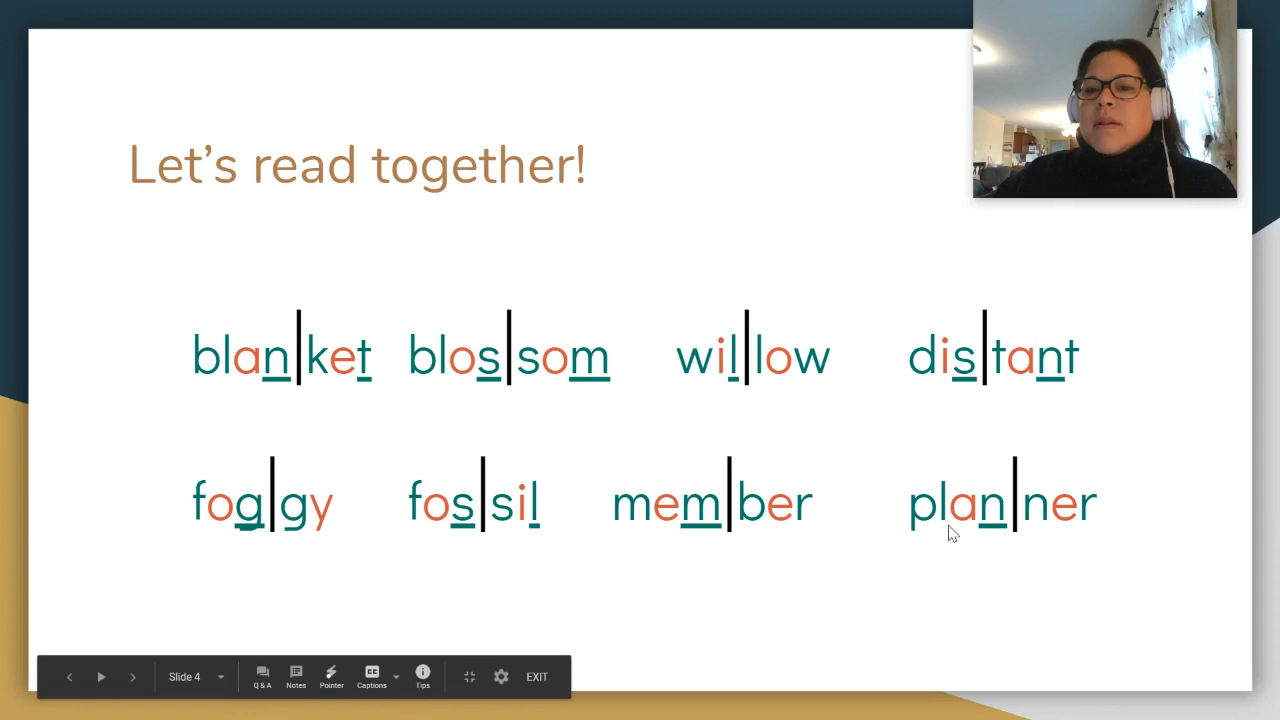 Let's read together!
blan|ket blos|som wil|low dis|tant
fog|gy fos|sil mem|ber plan|ner
Slide 4 Q & A Notes Pointer CC Captions Tips EXIT